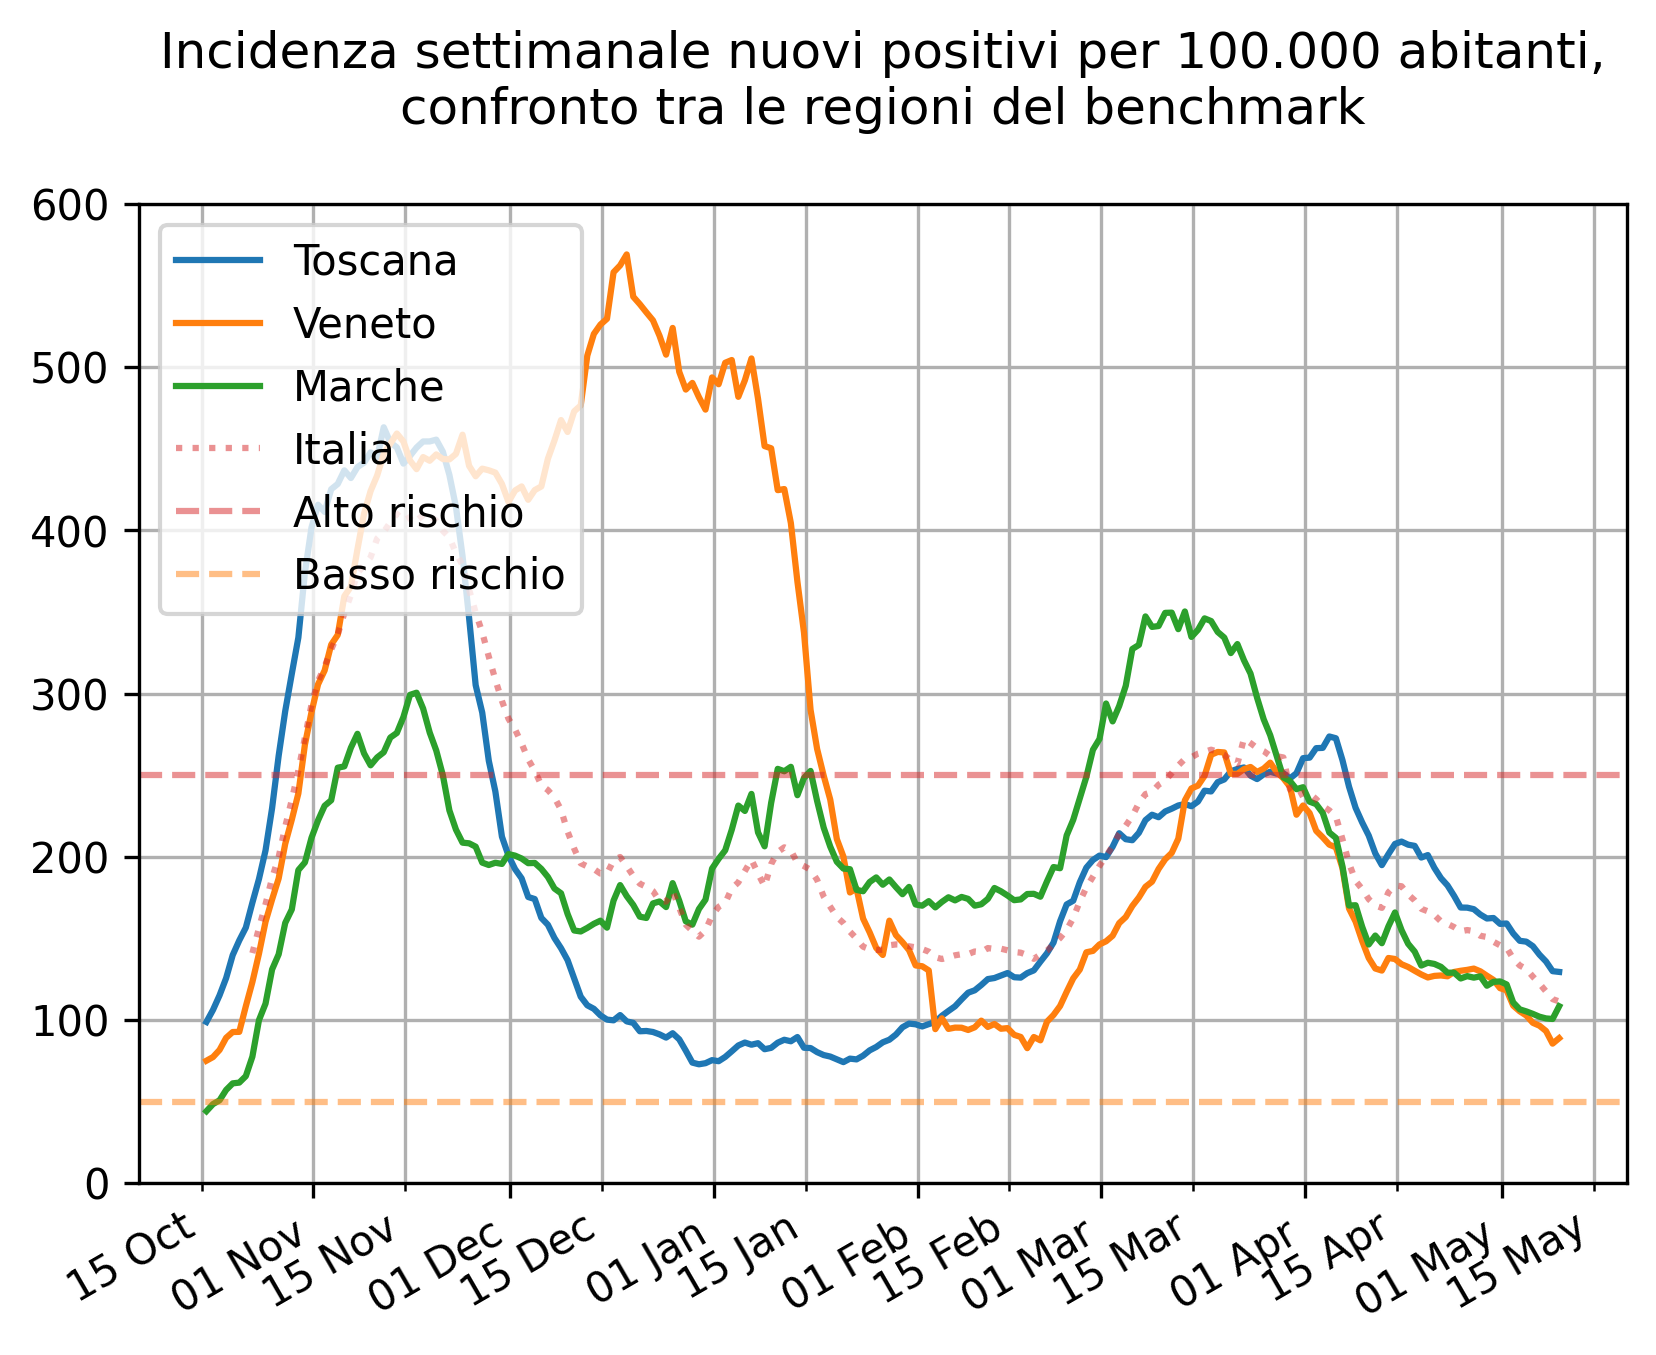 Incidenza settimanale nuovi positivi per 100.000 abitanti,
confronto tra le regioni del benchmark
600
500
400
300
200
100
0
Toscana
Veneto
Marche
Italia
Alto rischio
Basso rischio
15 Oct
01 Nov
15 Nov
01 Dec
15 Dec
01 Jan
15 Jan
01 Feb
15 Feb
01 Mar
15 Mar
01 Apr
15 Apr
01 May
15 May